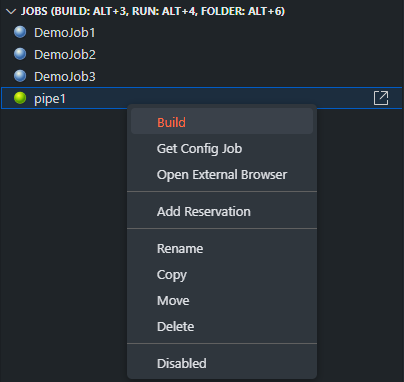 JOBS (BUILD: ALT+3, RUN: ALT+4, FOLDER: ALT+6)
DemoJob1
DemoJob2
DemoJob3
pipe1
Build
Get Config Job
Open External Browser
Add Reservation
Rename
Copy
Move
Delete
Disabled